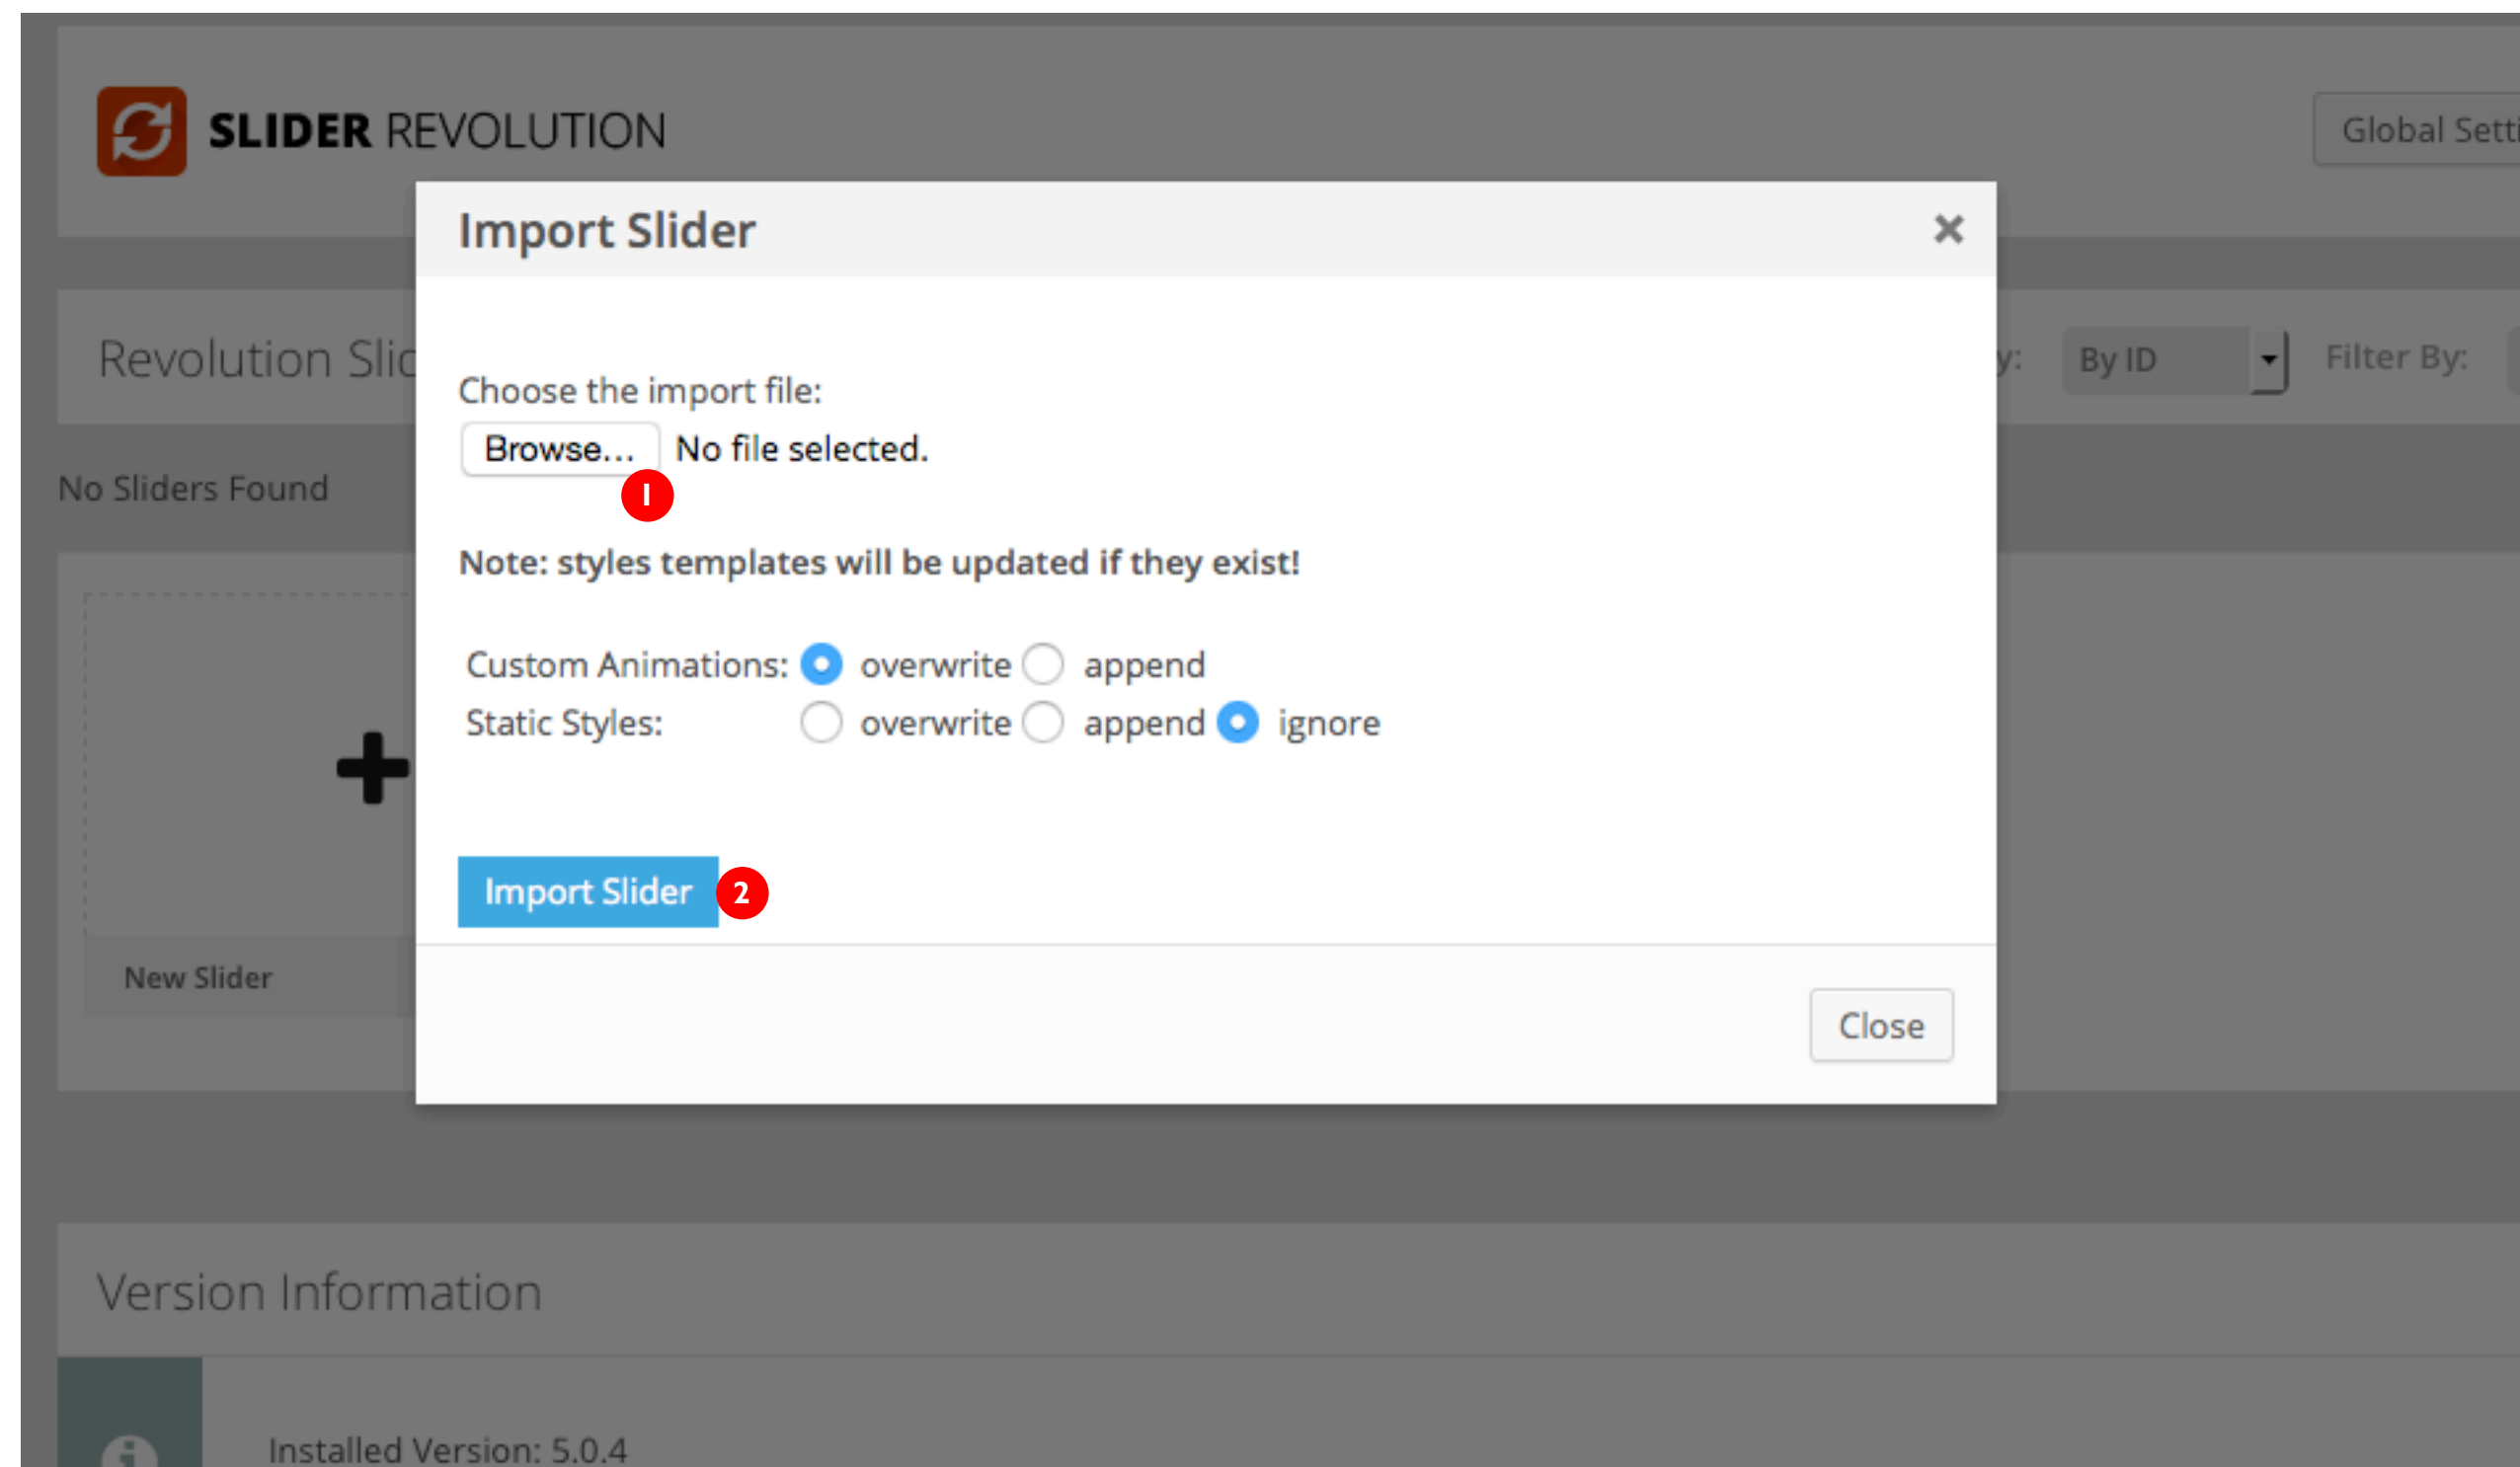 SLIDER REVOLUTION
Global Setti
Import Slider
Revolution Slid
y: By ID Filter By:
Choose the import file:
Browse... No file selected.
No Sliders Found
1
Note: styles templates will be updated if they exist!
Custom Animations: overwrite append
Static Styles: overwrite append ignore
Import Slider 2
New Slider
Close
Version Information
Installed Version: 5.0.4